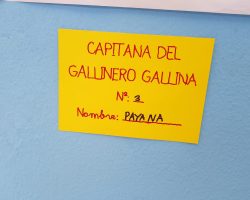 CAPITANA DEL
GALLINERO GALLINA
Nº: 3
Nombre: PAYANA